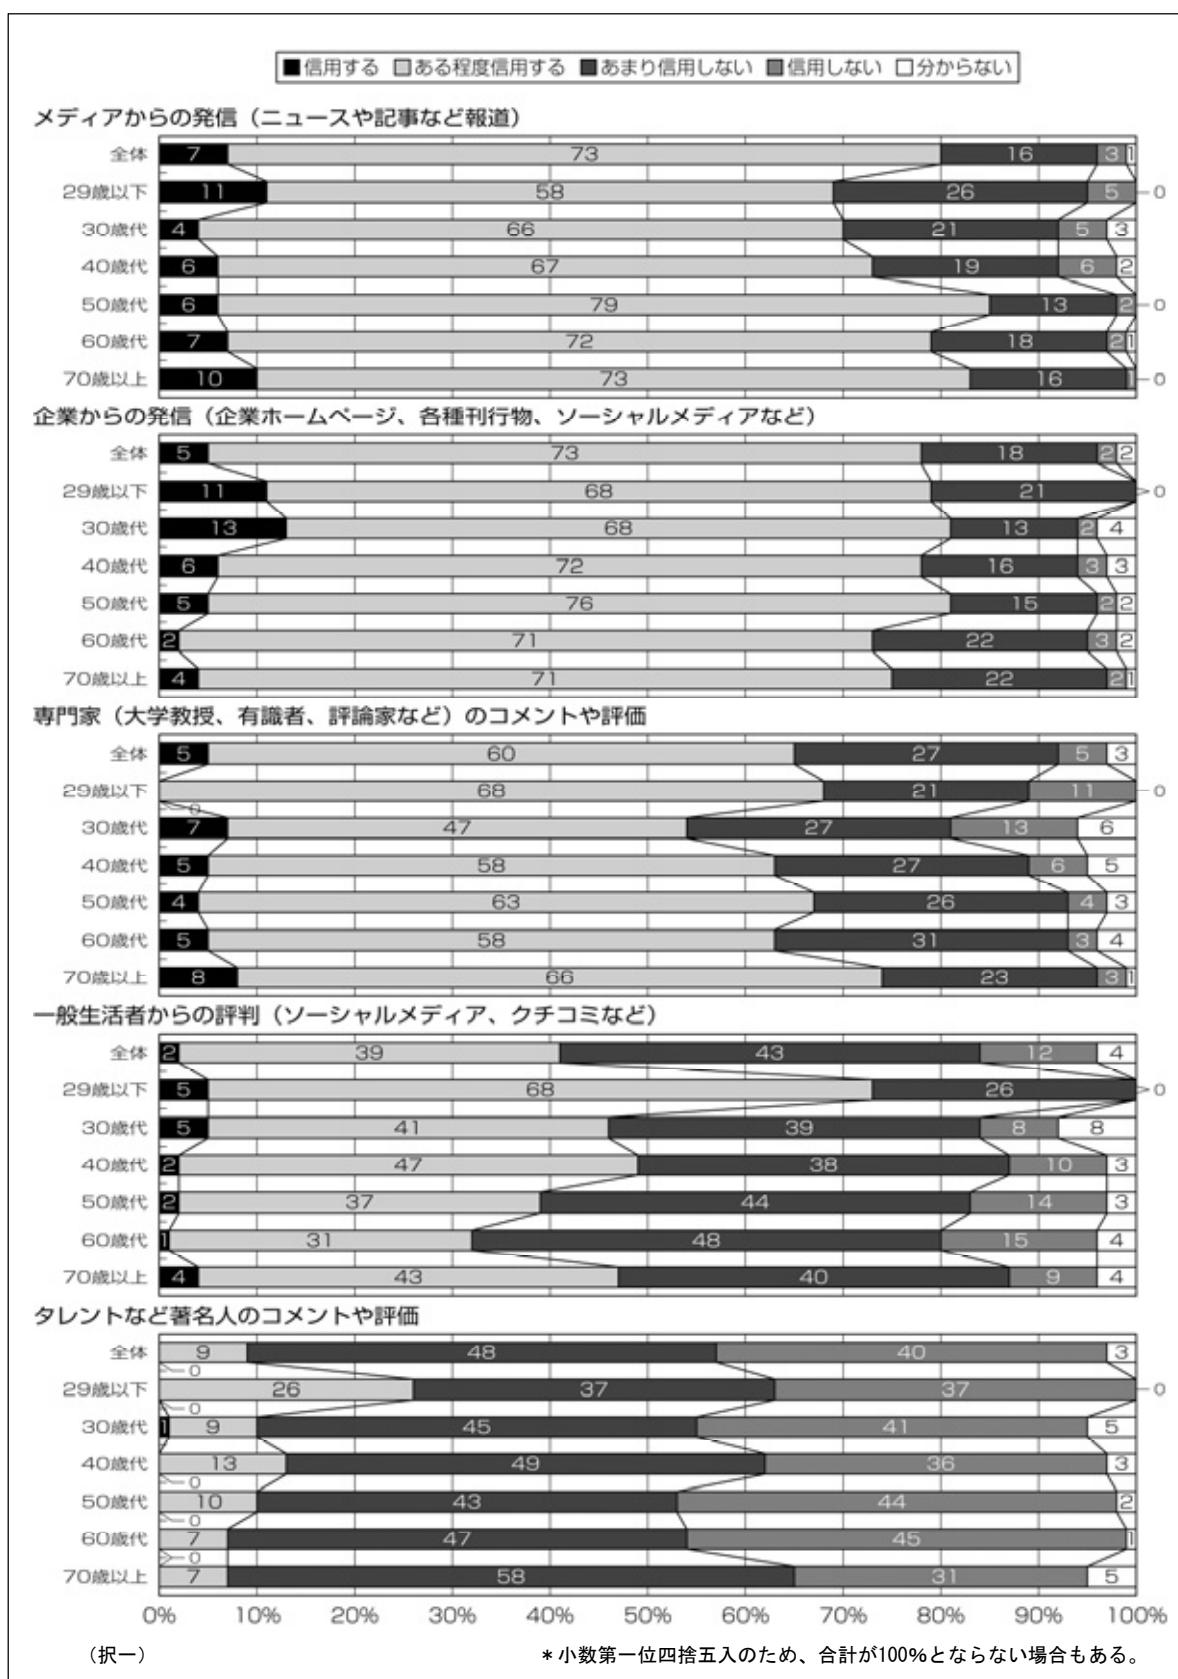 ■信用する □ある程度信用する ■あまり信用しない ■信用しない □分からない
メディアからの発信（ニュースや記事など報道）
全体 7 73 16 3 1
29歳以下 11 58 26 5 0
30歳代 4 66 21 5 3
40歳代 6 67 19 6 2
50歳代 6 79 13 2 0
60歳代 7 72 18 2 1
70歳以上 10 73 16 1 0
企業からの発信（企業ホームページ、各種刊行物、ソーシャルメディアなど）
全体 5 73 18 2 2
29歳以下 11 68 21 0
30歳代 13 68 13 2 4
40歳代 6 72 16 3 3
50歳代 5 76 15 2 2
60歳代 2 71 22 3 2
70歳以上 4 71 22 2 1
専門家（大学教授、有識者、評論家など）のコメントや評価
全体 5 60 27 5 3
29歳以下 68 21 11 0
0
30歳代 7 47 27 13 6
40歳代 5 58 27 6 5
50歳代 4 63 26 4 3
60歳代 5 58 31 3 4
70歳以上 8 66 23 3 1
一般生活者からの評判（ソーシャルメディア、クチコミなど）
全体 2 39 43 12 4
29歳以下 5 68 26 0
30歳代 5 41 39 8 8
40歳代 2 47 38 10 3
50歳代 2 37 44 14 3
60歳代 1 31 48 15 4
70歳以上 4 43 40 9 4
タレントなど著名人のコメントや評価
全体 9 48 40 3
0
29歳以下 26 37 37 0
0
30歳代 1 9 45 41 5
40歳代 13 49 36 3
0
50歳代 10 43 44 2
0
60歳代 7 47 45 1
0
70歳以上 7 58 31 5
0% 10% 20% 30% 40% 50% 60% 70% 80% 90% 100%
（択一） ＊小数第一位四捨五入のため、合計が100%とならない場合もある。